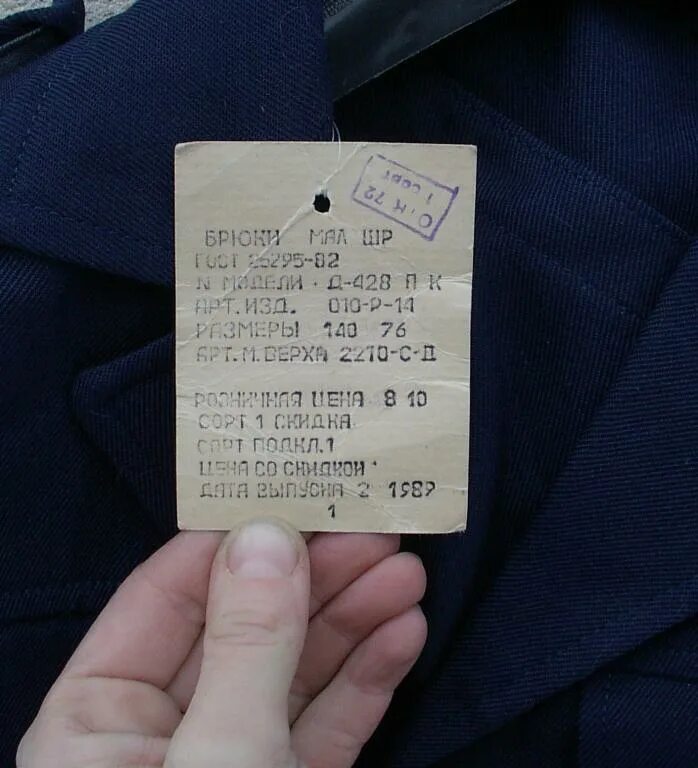 О.К 72
1 СОРТ
БРЮКИ МАЛ ШР
ГОСТ 25295-82
N МОДЕЛИ · Д-428 П К
АРТ.ИЗД. 010-Р-14
РАЗМЕРЫ 140 76
АРТ.М.ВЕРХА 2210-С-Д
РОЗНИЧНАЯ ЦЕНА 8 10
СОРТ 1 СКИДКА
СОРТ ПОДКЛ.1
ЦЕНА СО СКИДКОЙ
ДАТА ВЫПУСКА 2 1989
1